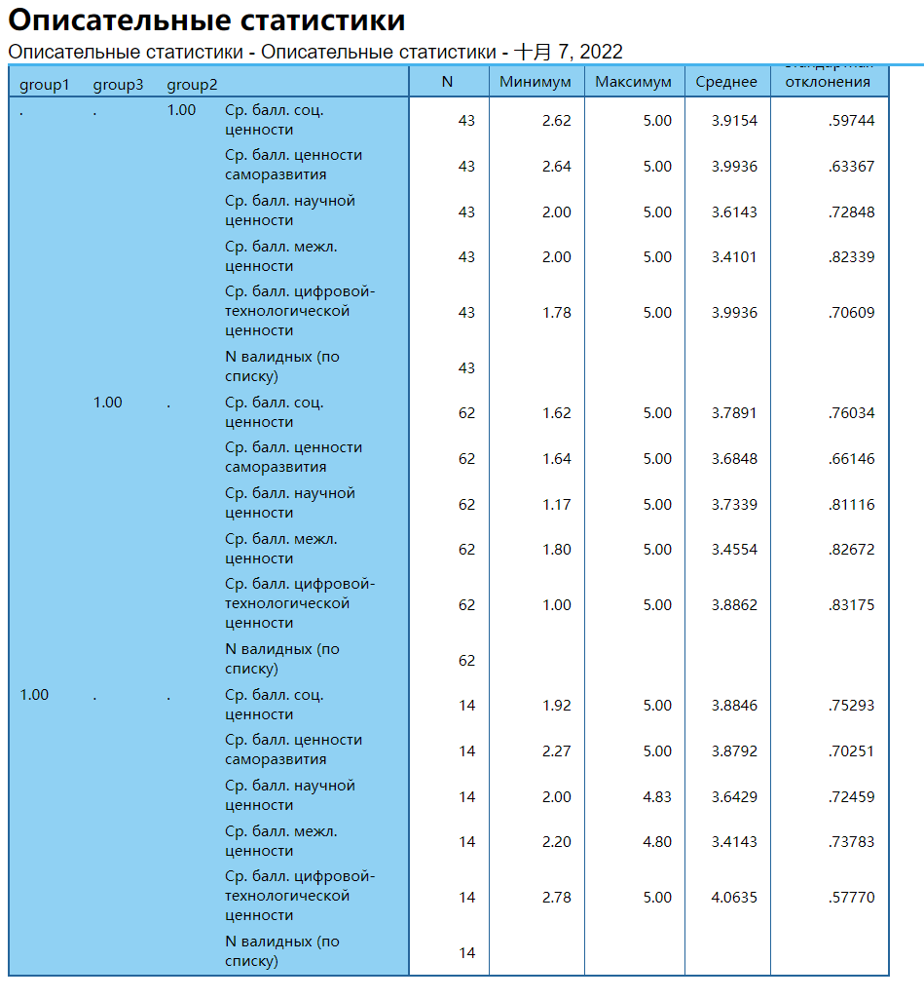 Описательные статистики
Описательные статистики - Описательные статистики - 十月 7, 2022
group1 group3 group2 N Минимум Максимум Среднее отклонения
. . 1.00 Ср. балл. соц.
ценности 43 2.62 5.00 3.9154 .59744
Ср. балл. ценности
саморазвития 43 2.64 5.00 3.9936 .63367
Ср. балл. научной
ценности 43 2.00 5.00 3.6143 .72848
Ср. балл. межл.
ценности 43 2.00 5.00 3.4101 .82339
Ср. балл. цифровой-
технологической 43 1.78 5.00 3.9936 .70609
ценности
N валидных (по
списку) 43
1.00 . Ср. балл. соц.
ценности 62 1.62 5.00 3.7891 .76034
Ср. балл. ценности
саморазвития 62 1.64 5.00 3.6848 .66146
Ср. балл. научной
ценности 62 1.17 5.00 3.7339 .81116
Ср. балл. межл.
ценности 62 1.80 5.00 3.4554 .82672
Ср. балл. цифровой-
технологической 62 1.00 5.00 3.8862 .83175
ценности
N валидных (по
списку) 62
1.00 . . Ср. балл. соц.
ценности 14 1.92 5.00 3.8846 .75293
Ср. балл. ценности
саморазвития 14 2.27 5.00 3.8792 .70251
Ср. балл. научной
ценности 14 2.00 4.83 3.6429 .72459
Ср. балл. межл.
ценности 14 2.20 4.80 3.4143 .73783
Ср. балл. цифровой-
технологической 14 2.78 5.00 4.0635 .57770
ценности
N валидных (по
списку) 14